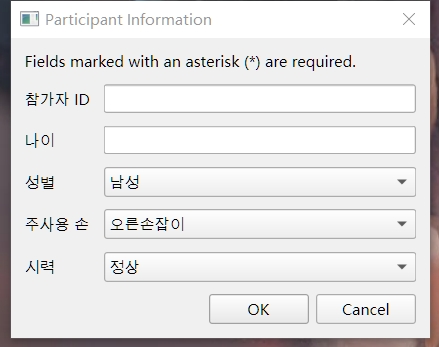 Participant Information
Fields marked with an asterisk (*) are required.
참가자 ID
나이
성별 남성
주사용 손 오른손잡이
시력 정상
OK Cancel